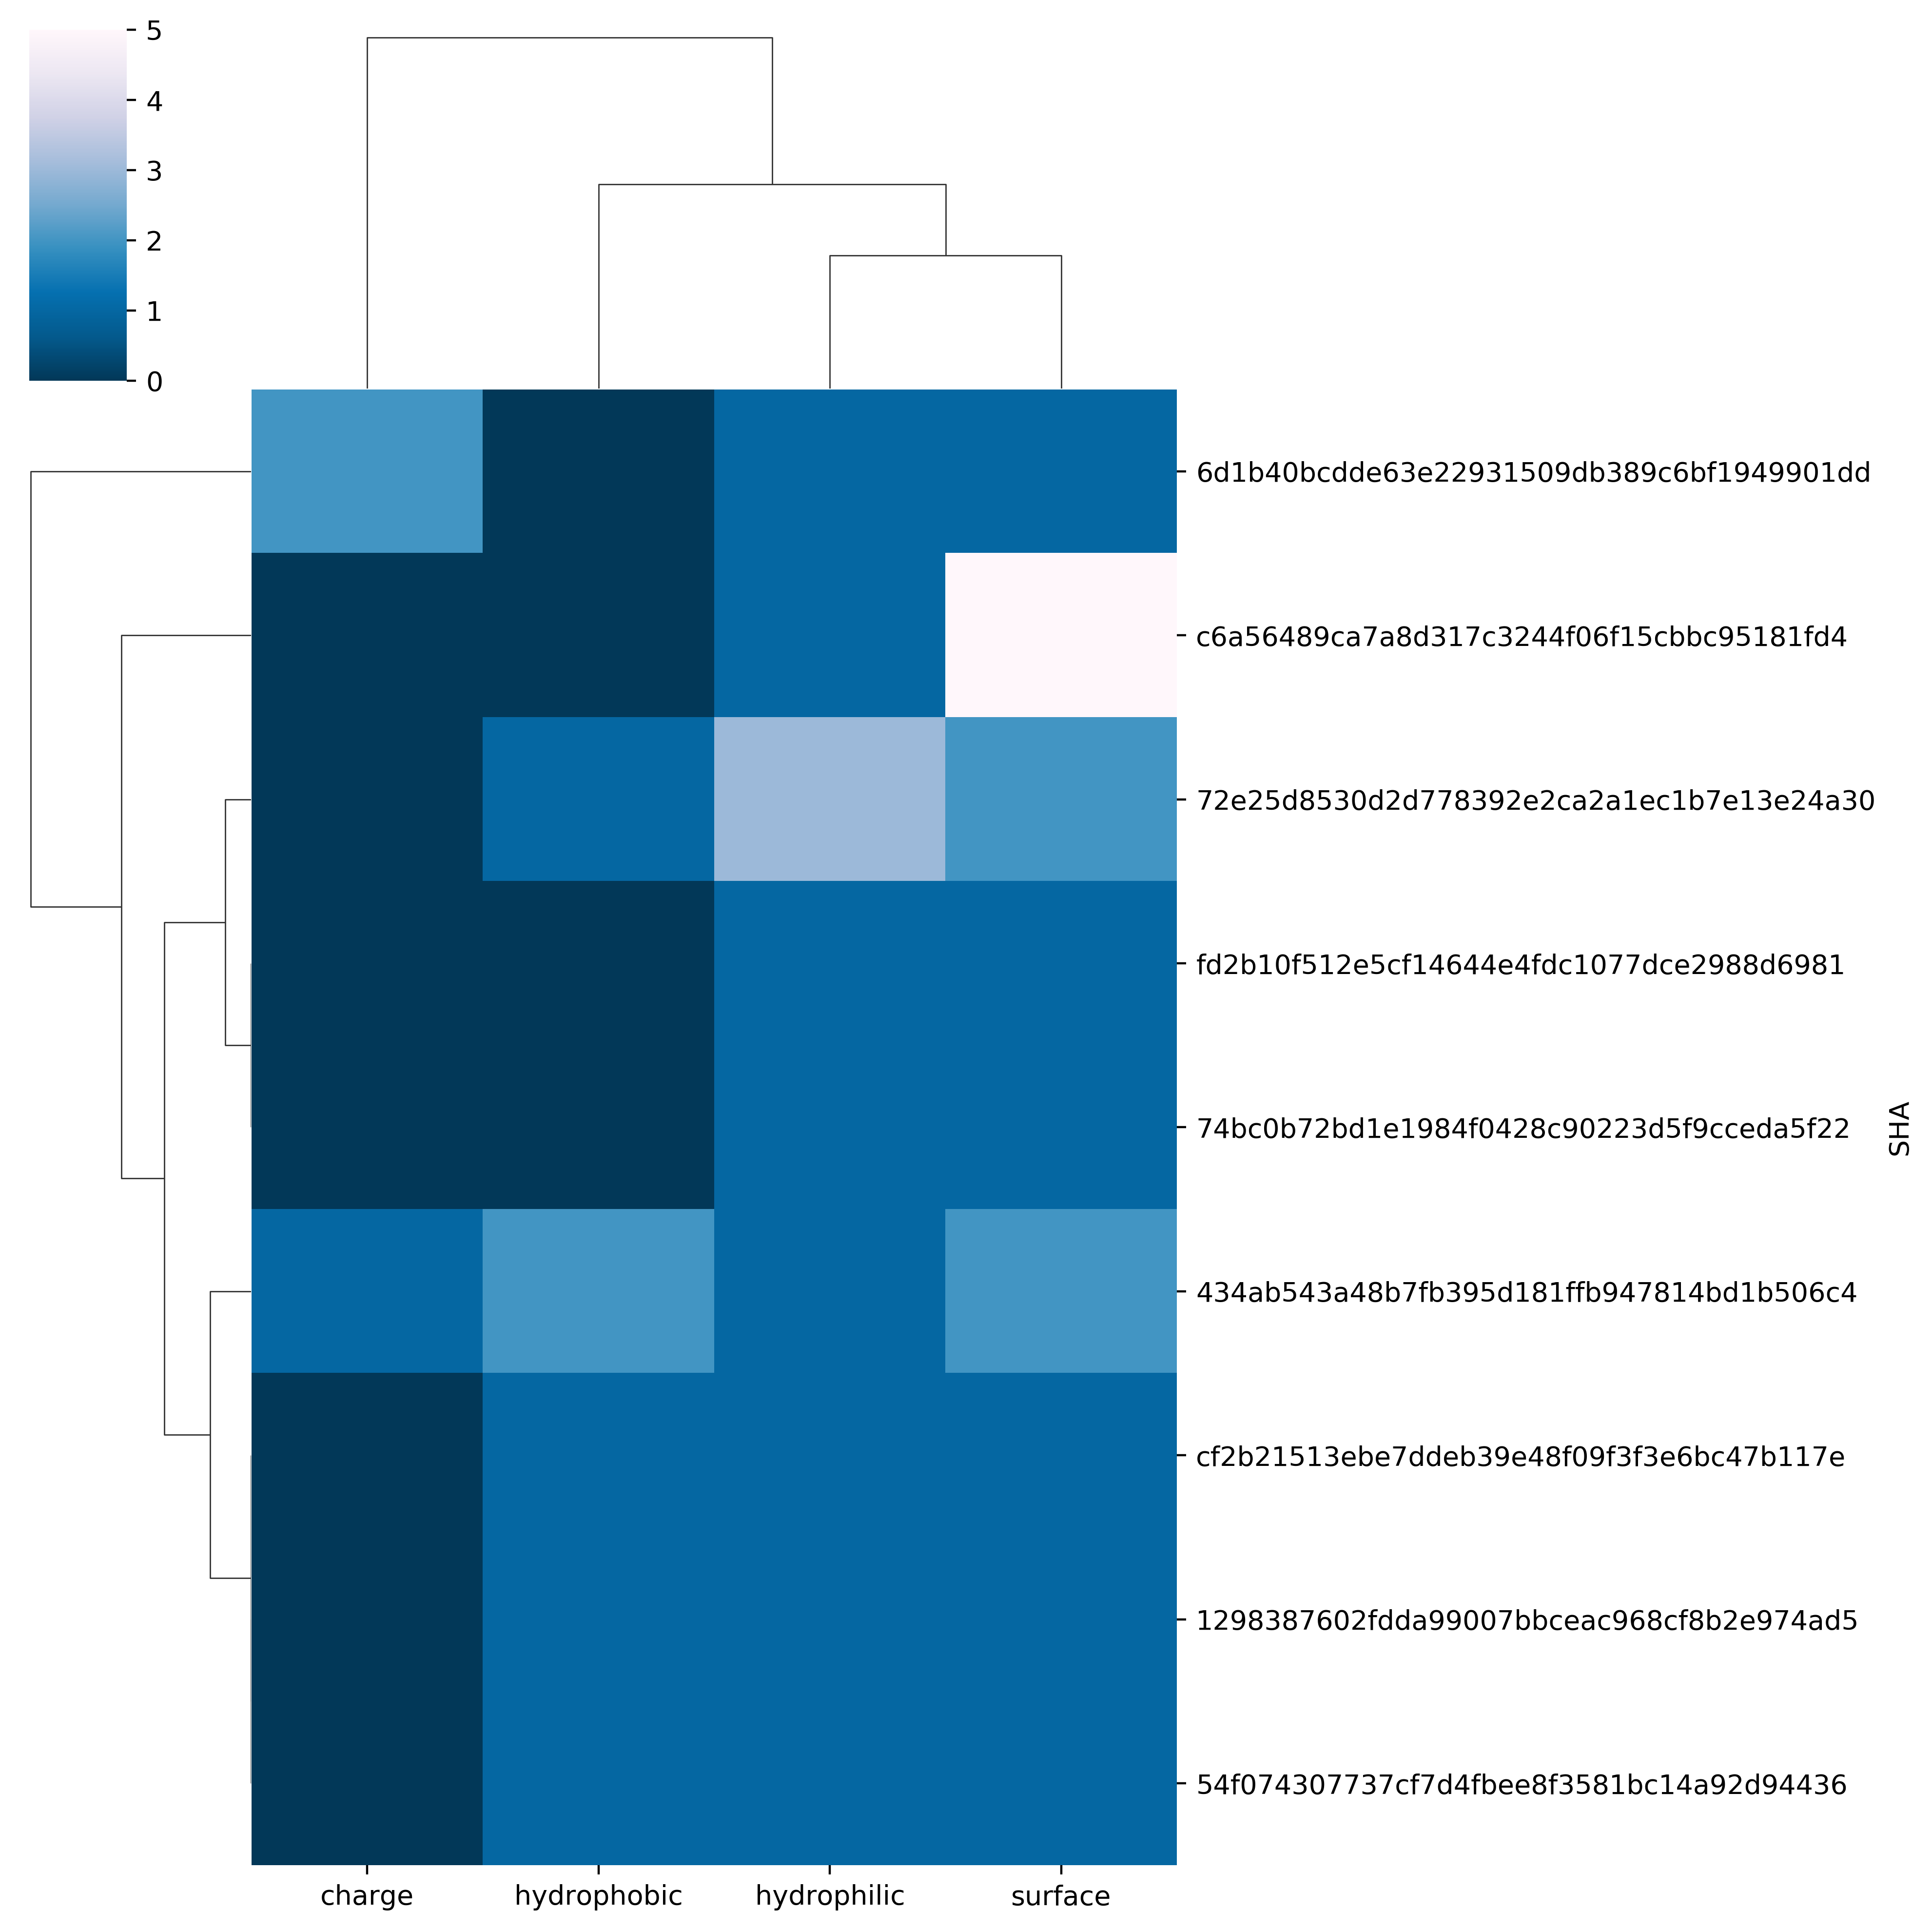 5
4
3
2
1
0
6d1b40bcdde63e22931509db389c6bf1949901dd
c6a56489ca7a8d317c3244f06f15cbbc95181fd4
72e25d8530d2d778392e2ca2a1ec1b7e13e24a30
fd2b10f512e5cf14644e4fdc1077dce2988d6981
74bc0b72bd1e1984f0428c90223d5f9cceda5f22
SHA
434ab543a48b7fb395d181ffb947814bd1b506c4
cf2b21513ebe7ddeb39e48f09f3f3e6bc47b117e
1298387602fdda99007bbceac968cf8b2e974ad5
54f074307737cf7d4fbee8f3581bc14a92d94436
charge hydrophobic hydrophilic surface